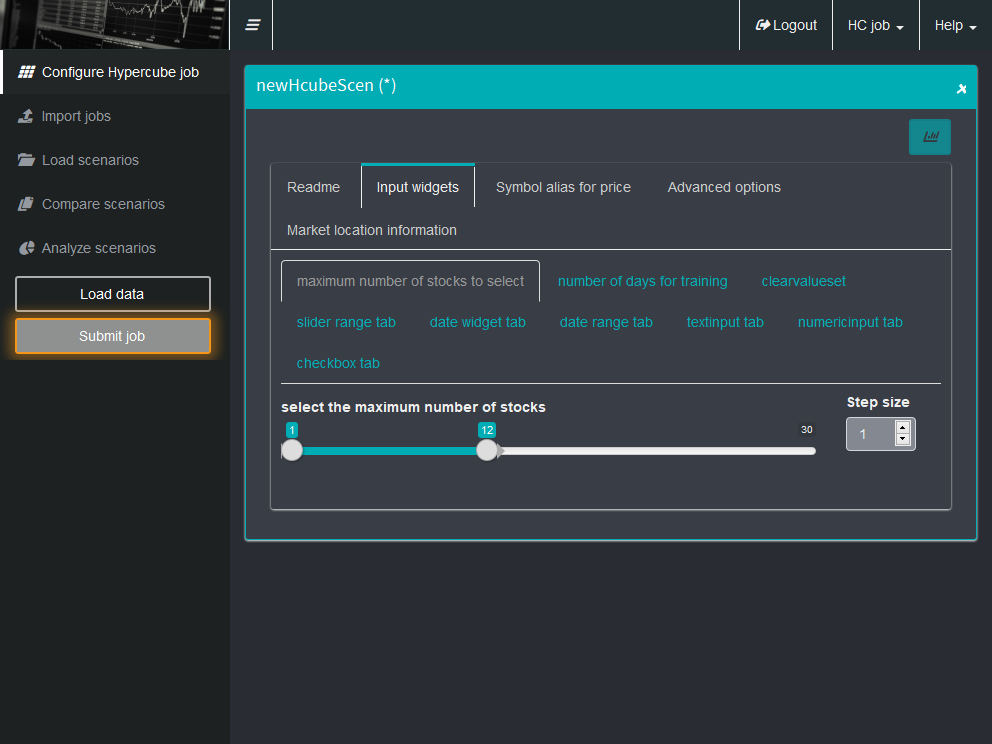 Logout
HC job
Help
Configure Hypercube job
Import jobs
Load scenarios
Compare scenarios
Analyze scenarios
Load data
Submit job
newHcubeScen (*)
Readme
Input widgets
Symbol alias for price
Advanced options
Market location information
maximum number of stocks to select
number of days for training
clearvalueset
slider range tab
date widget tab
date range tab
textinput tab
numericinput tab
checkbox tab
select the maximum number of stocks
Step size
1
12
30
1